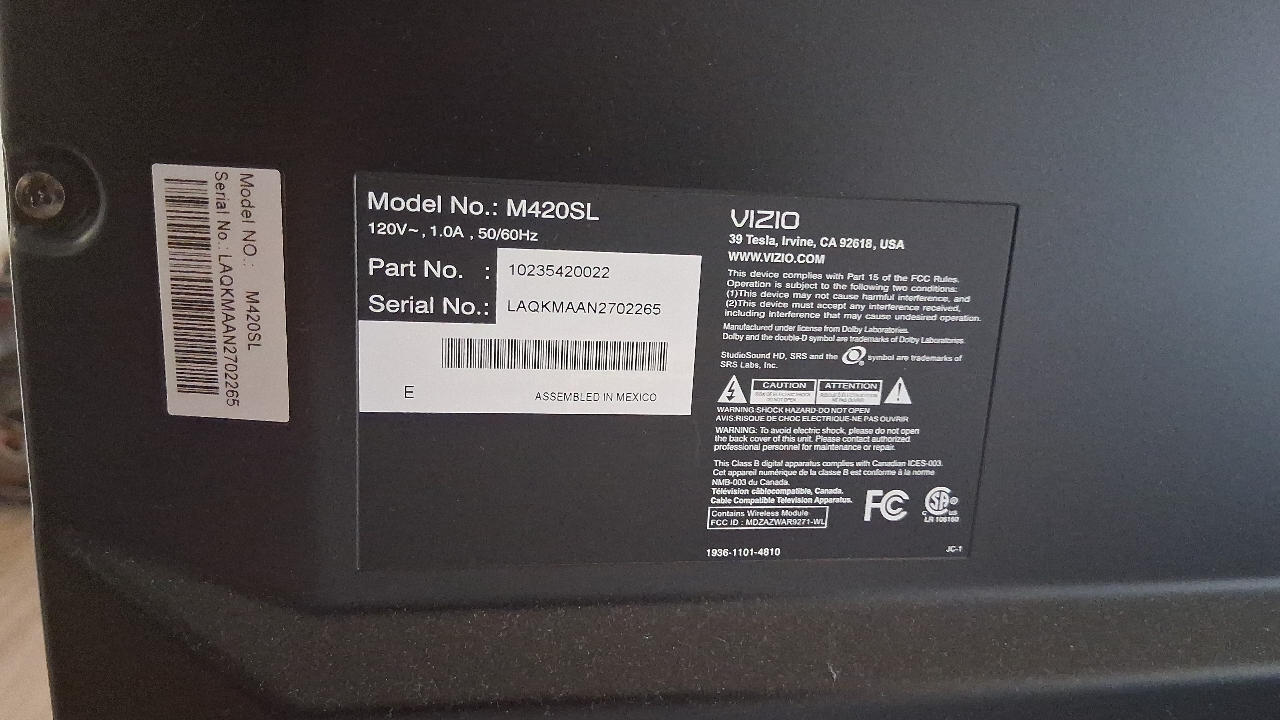 Model NO.: M420SL
Serial No.: LAQKMAAN2702265
Model No.: M420SL
120V~, 1.0A , 50/60Hz
Part No. : 10235420022
Serial No.: LAQKMAAN2702265
E ASSEMBLED IN MEXICO
VIZIO
39 Tesla, Irvine, CA 92618, USA
WWW.VIZIO.COM
This device complies with Part 15 of the FCC Rules.
Operation is subject to the following two conditions:
(1)This device may not cause harmful interference, and
(2)This device must accept any interference received,
including interference that may cause undesired operation.
Manufactured under license from Dolby Laboratories.
Dolby and the double-D symbol are trademarks of Dolby Laboratories.
StudioSound HD, SRS and the symbol are trademarks of
SRS Labs, Inc.
CAUTION ATTENTION
WARNING:SHOCK HAZARD-DO NOT OPEN
AVIS:RISQUE DE CHOC ELECTRIQUE-NE PAS OUVRIR
WARNING: To avoid electric shock, please do not open
the back cover of this unit. Please contact authorized
professional personnel for maintenance or repair.
This Class B digital apparatus complies with Canadian ICES-003.
Cet appareil numérique de la classe B est conforme à la norme
NMB-003 du Canada.
Télévision câblocompatible, Canada.
Cable Compatible Television Apparatus.
Contains Wireless Module
FCC ID : MDZAZWAR9271-WL
FC
SA
C US
LR 108160
1936-1101-4810
JC-1